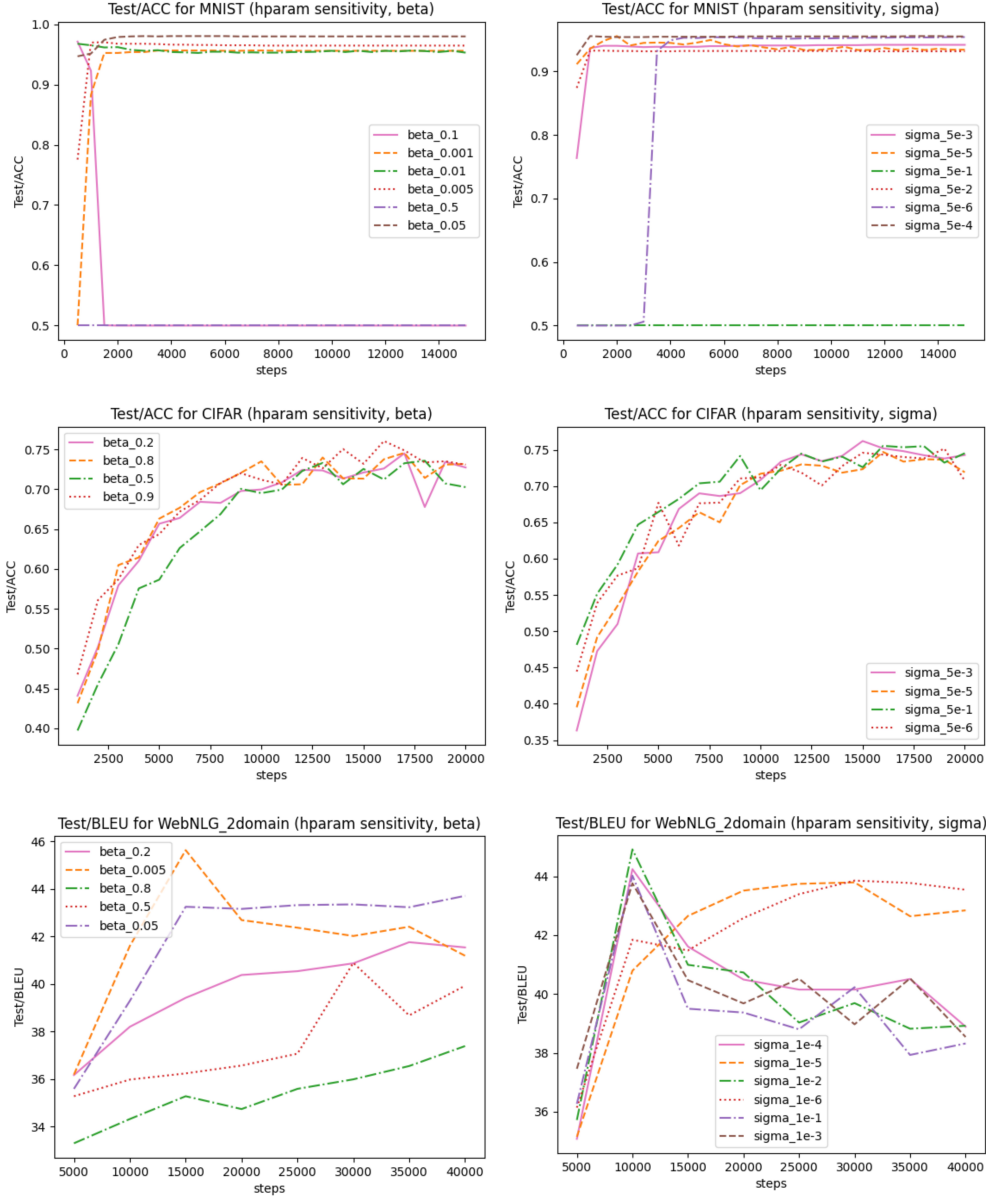 Test/ACC for MNIST (hparam sensitivity, beta)
1.0
0.9
0.8
0.7
0.6
0.5
Test/ACC
beta_0.1
beta_0.001
beta_0.01
beta_0.005
beta_0.5
beta_0.05
0 2000 4000 6000 8000 10000 12000 14000
steps
Test/ACC for MNIST (hparam sensitivity, sigma)
0.9
0.8
0.7
0.6
0.5
Test/ACC
sigma_5e-3
sigma_5e-5
sigma_5e-1
sigma_5e-2
sigma_5e-6
sigma_5e-4
0 2000 4000 6000 8000 10000 12000 14000
steps
Test/ACC for CIFAR (hparam sensitivity, beta)
0.75
0.70
0.65
0.60
0.55
0.50
0.45
0.40
Test/ACC
beta_0.2
beta_0.8
beta_0.5
beta_0.9
2500 5000 7500 10000 12500 15000 17500 20000
steps
Test/ACC for CIFAR (hparam sensitivity, sigma)
0.75
0.70
0.65
0.60
0.55
0.50
0.45
0.40
0.35
Test/ACC
sigma_5e-3
sigma_5e-5
sigma_5e-1
sigma_5e-6
2500 5000 7500 10000 12500 15000 17500 20000
steps
Test/BLEU for WebNLG_2domain (hparam sensitivity, beta)
46
44
42
40
38
36
34
Test/BLEU
beta_0.2
beta_0.005
beta_0.8
beta_0.5
beta_0.05
5000 10000 15000 20000 25000 30000 35000 40000
steps
Test/BLEU for WebNLG_2domain (hparam sensitivity, sigma)
44
42
40
38
36
Test/BLEU
sigma_1e-4
sigma_1e-5
sigma_1e-2
sigma_1e-6
sigma_1e-1
sigma_1e-3
5000 10000 15000 20000 25000 30000 35000 40000
steps